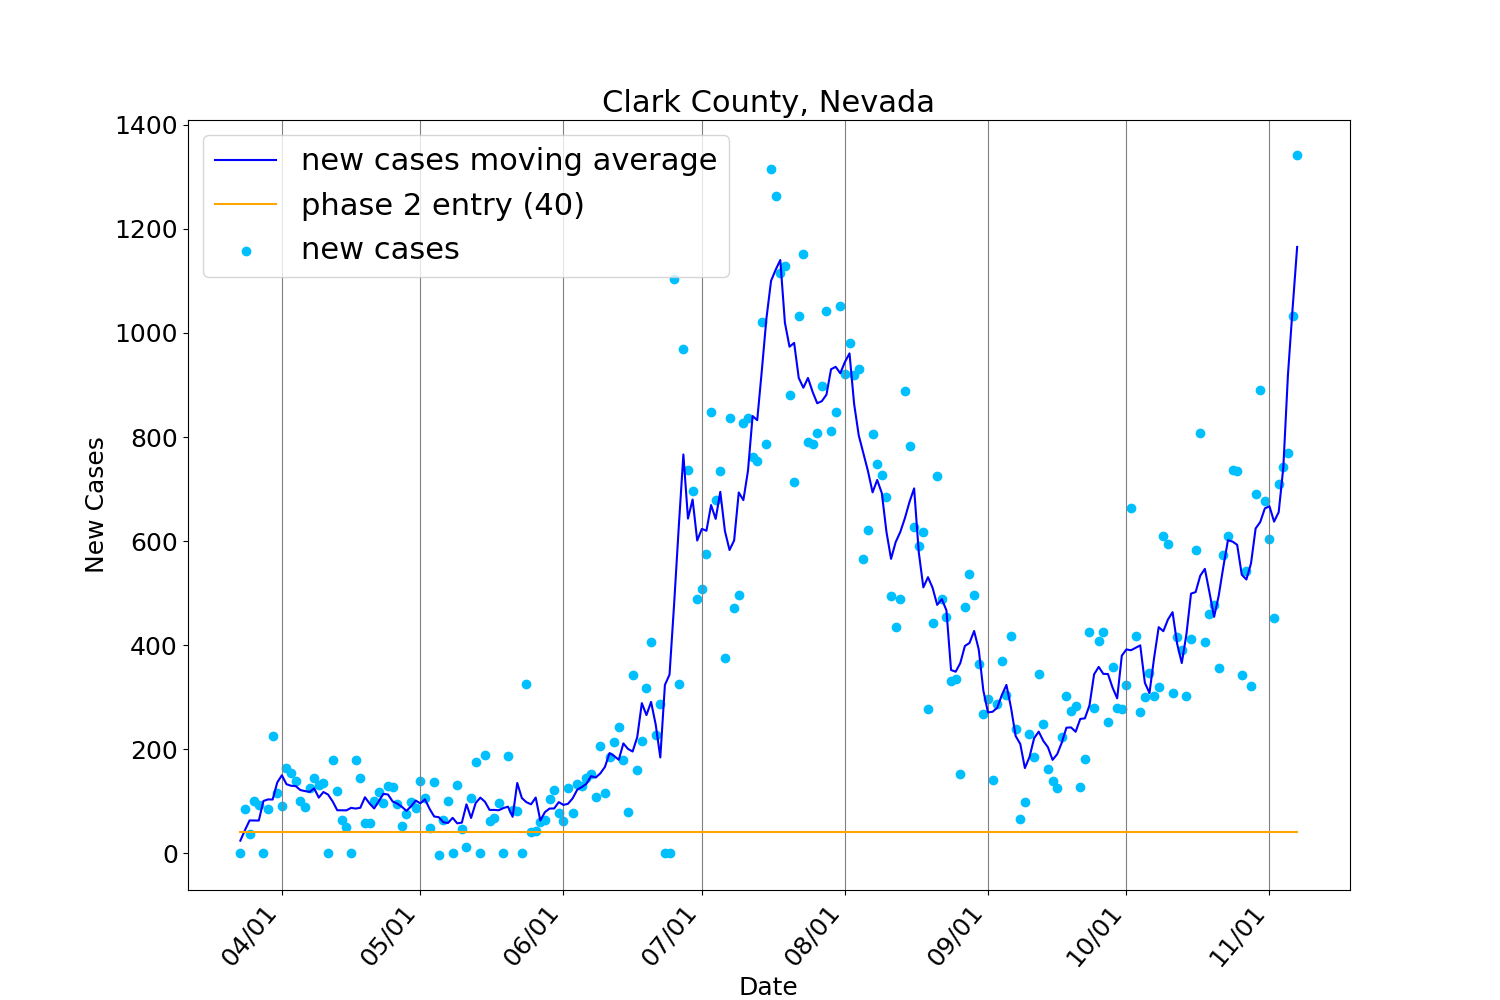 Clark County, Nevada
1400
1200
1000
800
600
400
200
0
New Cases
new cases moving average
phase 2 entry (40)
new cases
04/01
05/01
06/01
07/01
08/01
09/01
10/01
11/01
Date